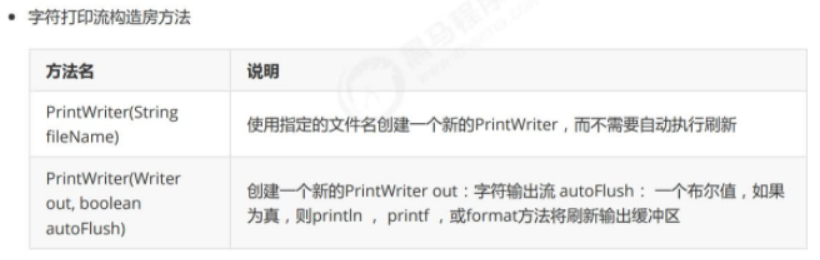 字符打印流构造房方法
方法名
说明
PrintWriter(String
fileName)
使用指定的文件名创建一个新的PrintWriter，而不需要自动执行刷新
PrintWriter(Writer
out, boolean
autoFlush)
创建一个新的PrintWriter out：字符输出流 autoFlush： 一个布尔值，如果
为真，则println ， printf ，或format方法将刷新输出缓冲区